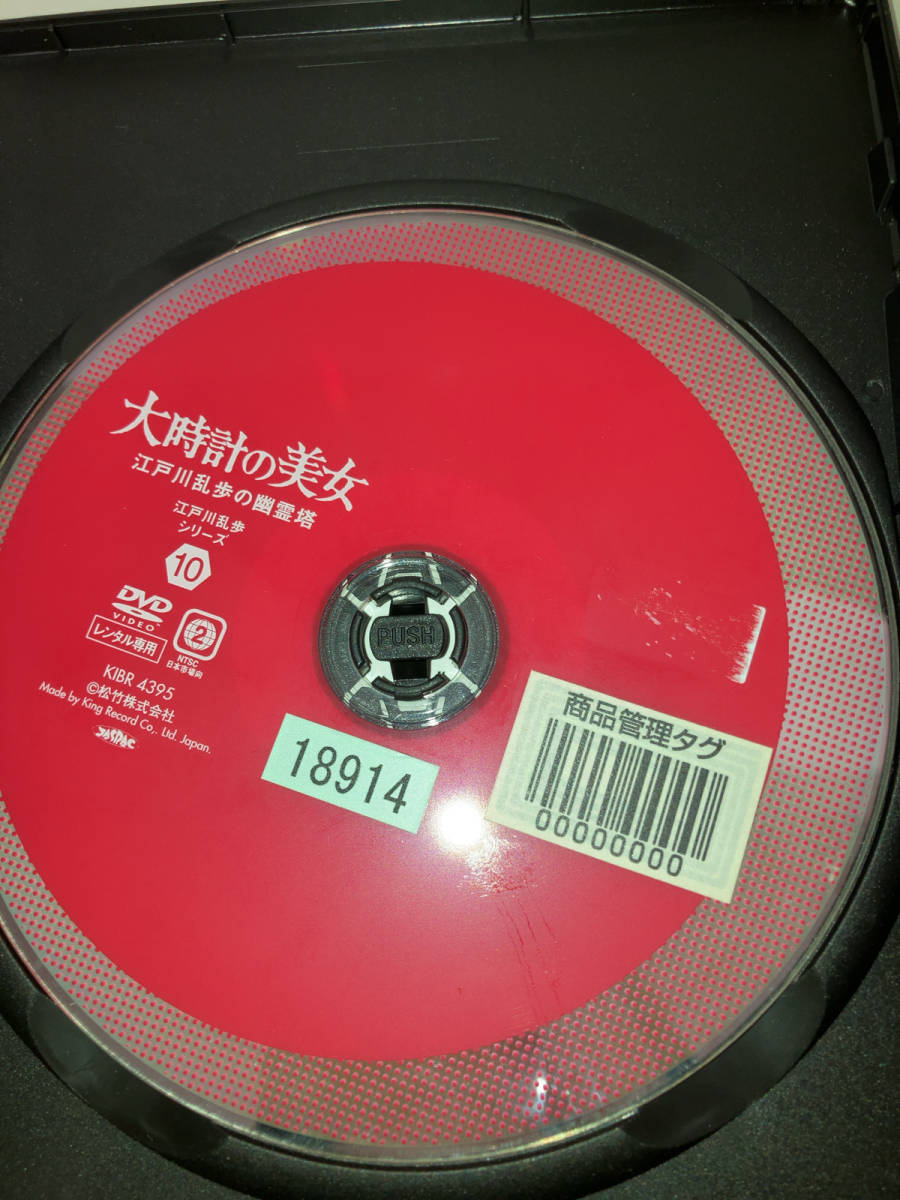 大時計の美女
江戸川乱歩の幽霊塔
江戸川乱歩
シリーズ
10
DVD
VIDEO
レンタル専用
2
NTSC
日本市場向
KIBR 4395
©松竹株式会社
Made by King Record Co,. Ltd. Japan.
JASRAC
PUSH
18914
商品管理タグ
00000000